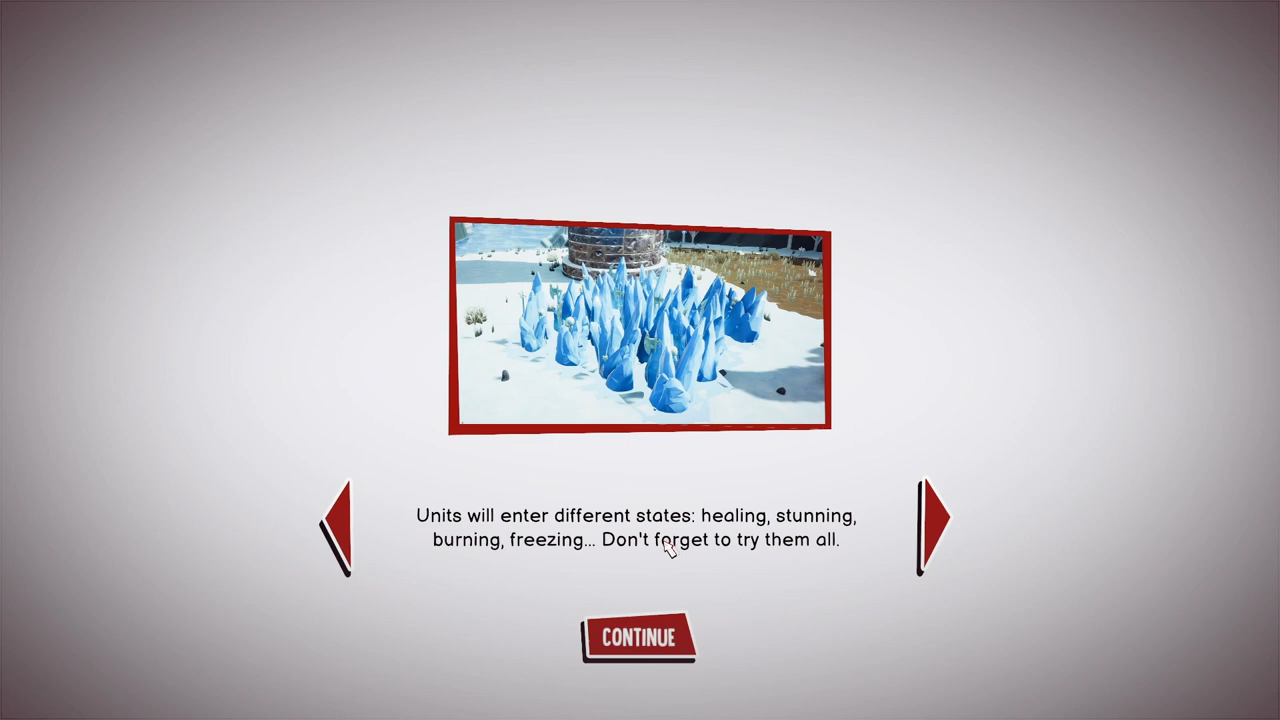 Units will enter different states: healing, stunning,
burning, freezing... Don't forget to try them all.
CONTINUE